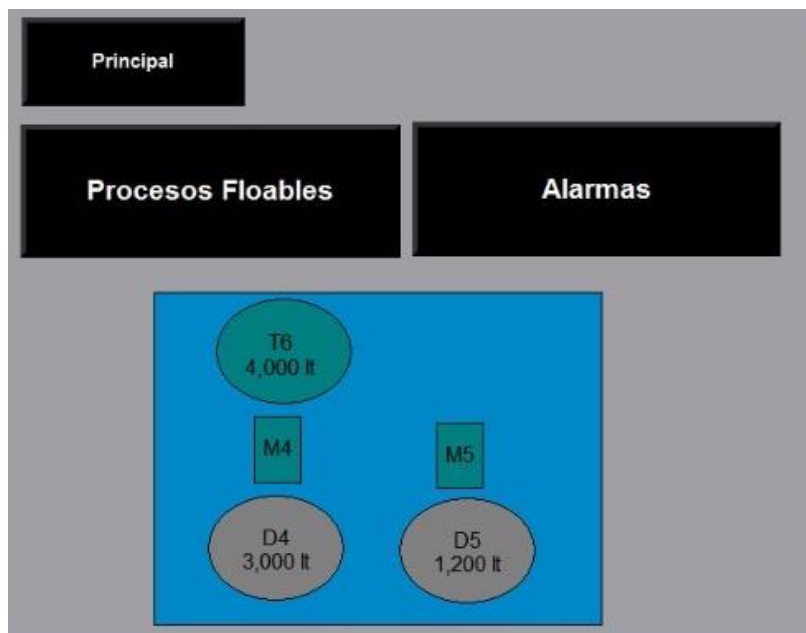 Principal
Procesos Floables
Alarmas
T6
4,000 lt
M4
M5
D4
3,000 lt
D5
1,200 lt